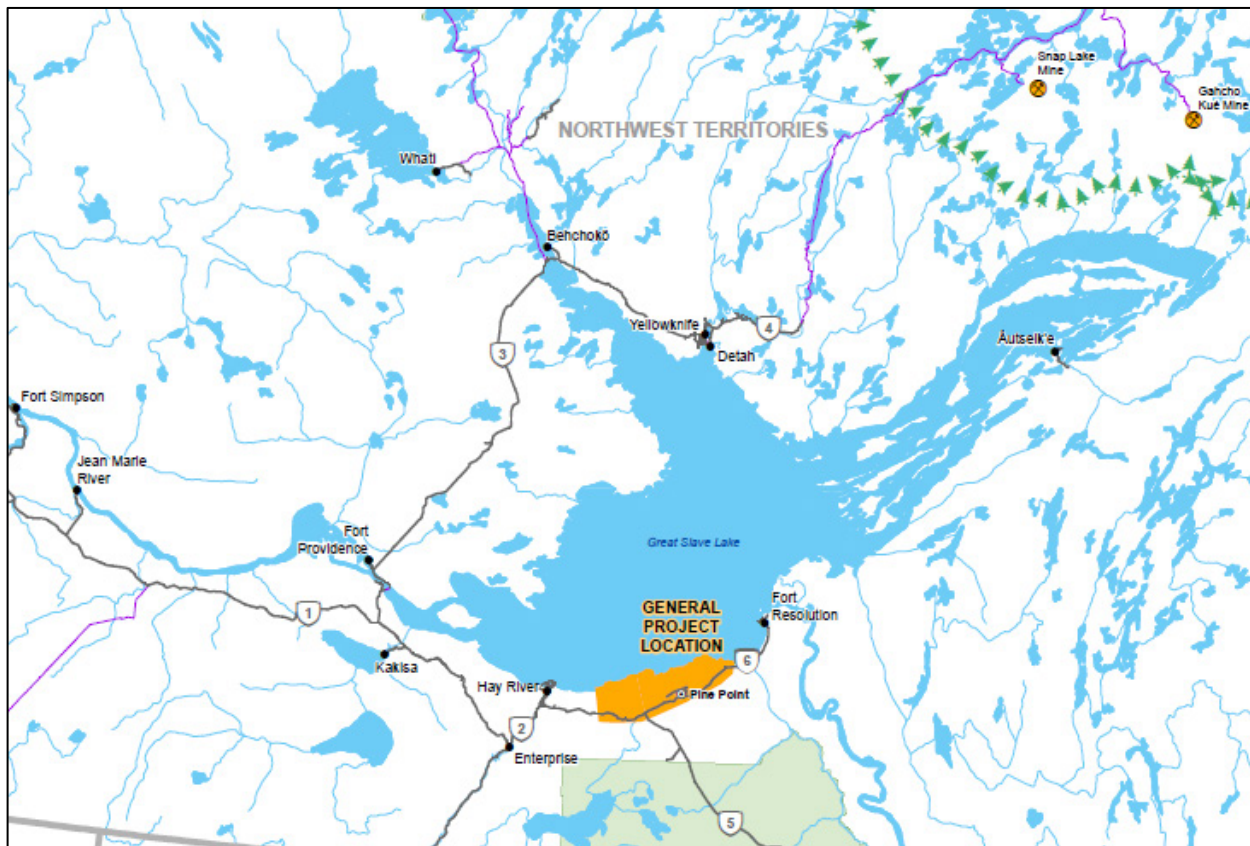 Snap Lake
Mine
Gahcho
Kué Mine
NORTHWEST TERRITORIES
Whatì
Behchokò
Yellowknife
4
Detah
3
Åutselk'e
Fort Simpson
Jean Marie
River
Fort
Providence
Great Slave Lake
1
GENERAL
PROJECT
LOCATION
Fort
Resolution
Kakisa
6
Hay River
Pine Point
2
Enterprise
5